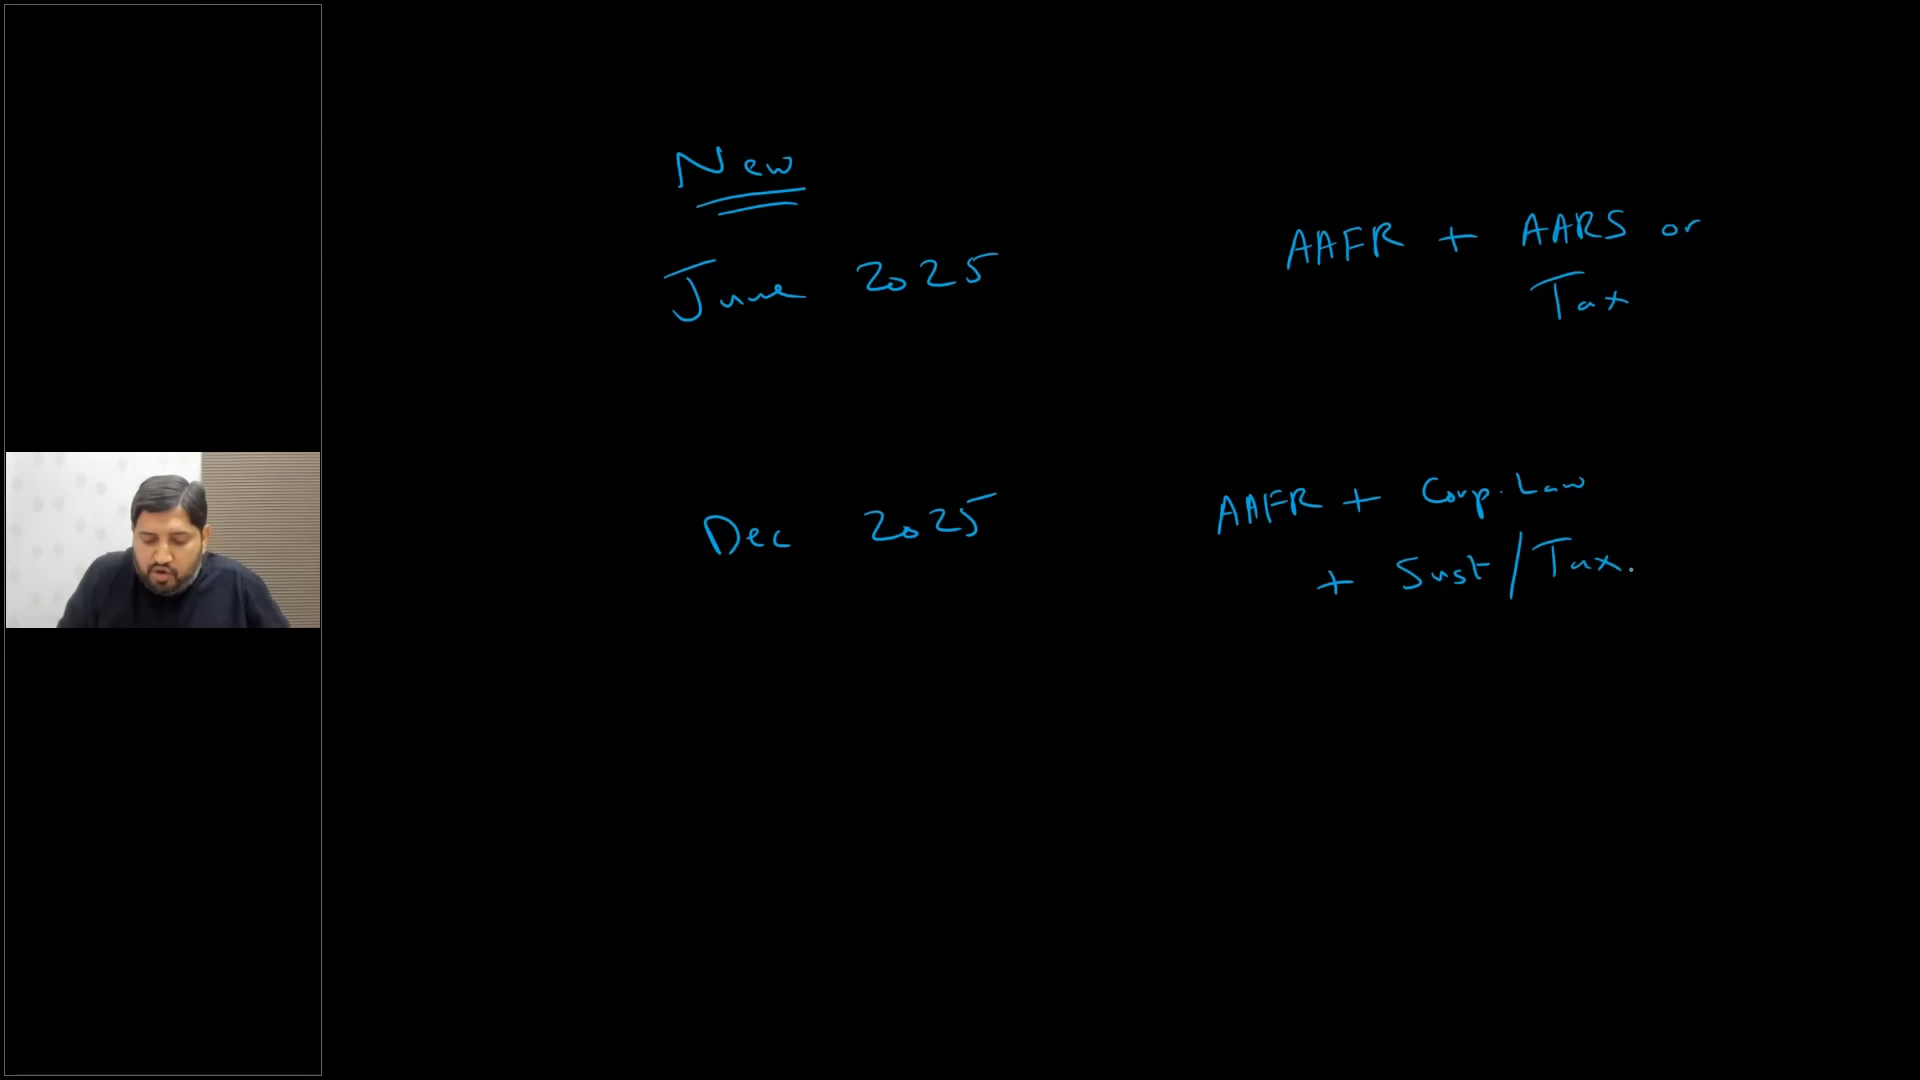 New
June 2025
AAFR + AARS or
Tax
Dec 2025
AAFR + Corp. Law
+ Sust/Tax.